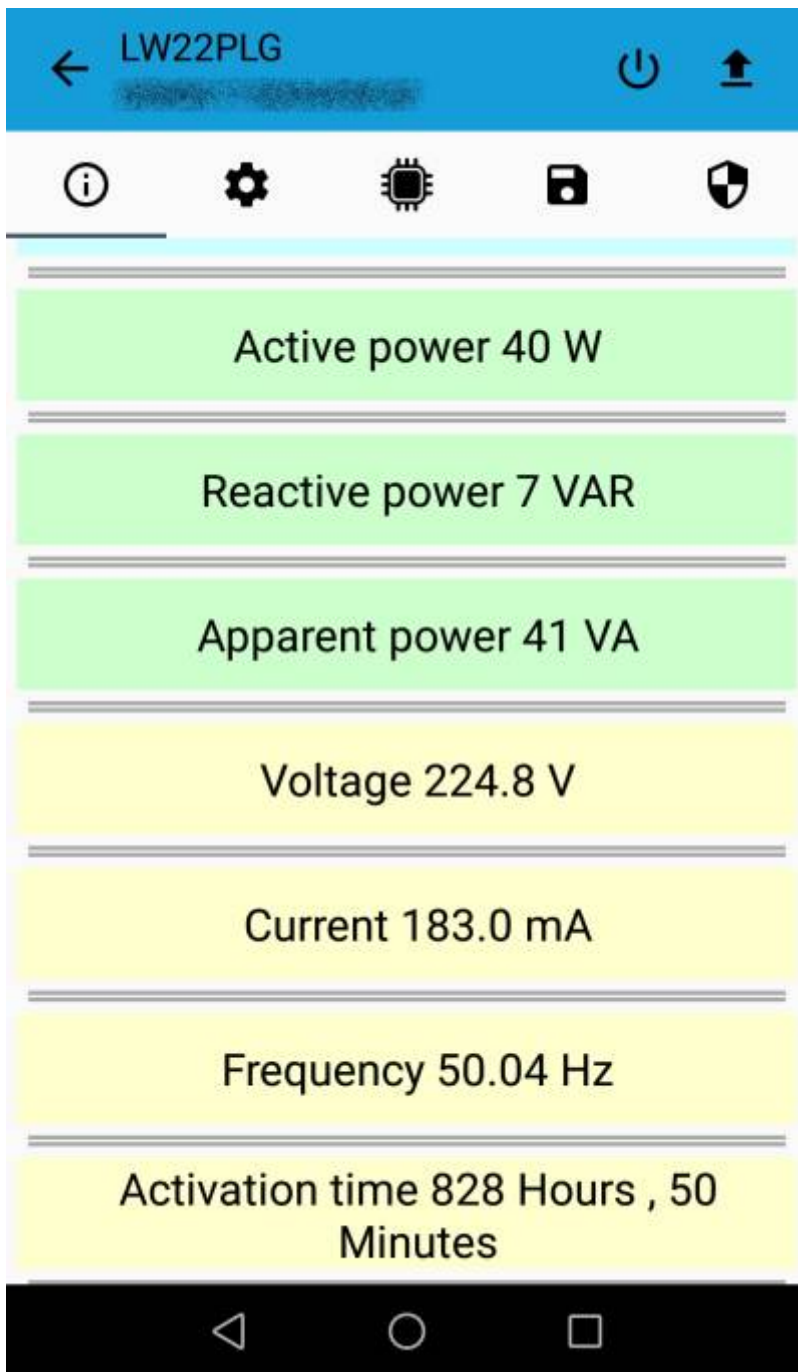 LW22PLG
Active power 40 W
Reactive power 7 VAR
Apparent power 41 VA
Voltage 224.8 V
Current 183.0 mA
Frequency 50.04 Hz
Activation time 828 Hours , 50
Minutes